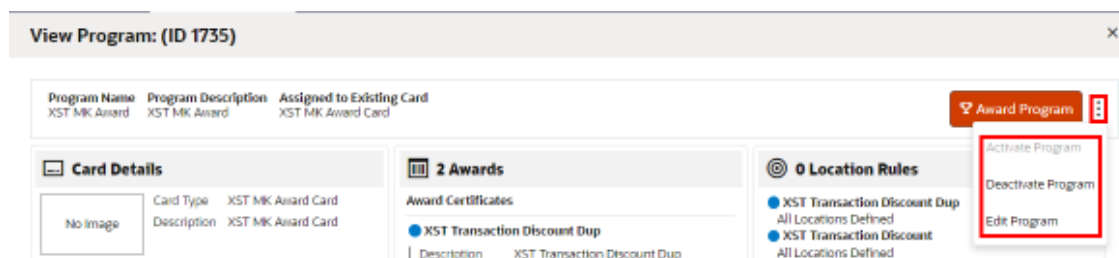 View Program: (ID 1735)
×
Program Name Program Description Assigned to Existing Card
XST MK Award XST MK Award XST MK Award Card
Award Program
Activate Program
Deactivate Program
Edit Program
Card Details
No Image
Card Type XST MK Award Card
Description XST MK Award Card
2 Awards
Award Certificates
XST Transaction Discount Dup
Description XST Transaction Discount Dup
0 Location Rules
XST Transaction Discount Dup
All Locations Defined
XST Transaction Discount
All Locations Defined